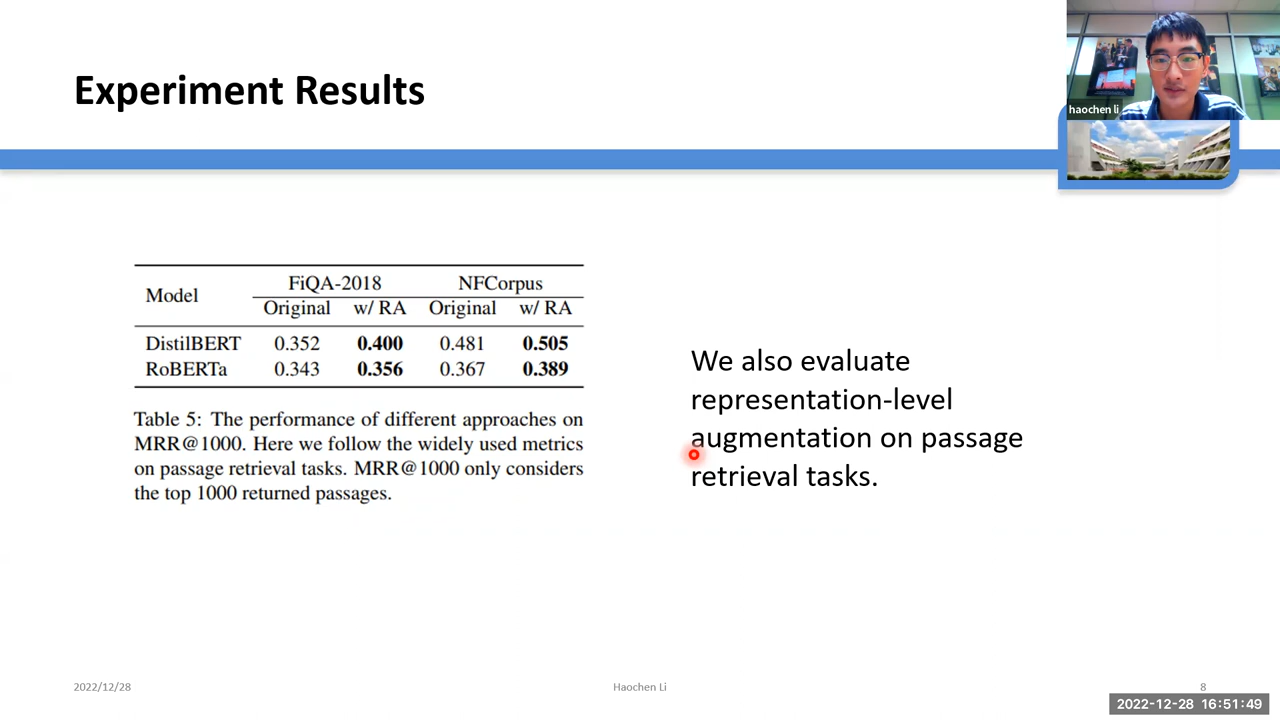 Experiment Results
haochen li
Model FiQA-2018 NFCorpus
Original w/ RA Original w/ RA
DistilBERT 0.352 0.400 0.481 0.505
RoBERTa 0.343 0.356 0.367 0.389
Table 5: The performance of different approaches on
MRR@1000. Here we follow the widely used metrics
on passage retrieval tasks. MRR@1000 only considers
the top 1000 returned passages.
We also evaluate
representation-level
augmentation on passage
retrieval tasks.
2022/12/28
Haochen Li
8
2022-12-28 16:51:49